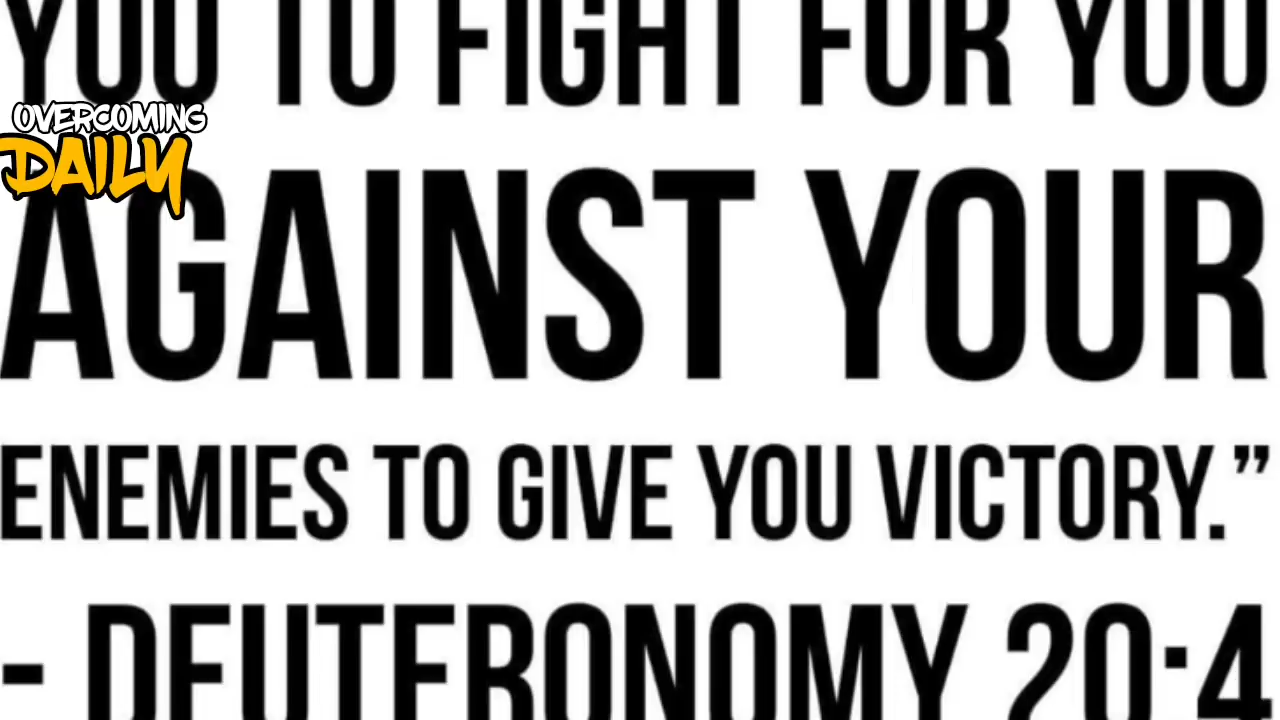 YOU TO FIGHT FOR YOU
OVERCOMING
DAILY
AGAINST YOUR
ENEMIES TO GIVE YOU VICTORY.”
- DEUTERONOMY 20:4